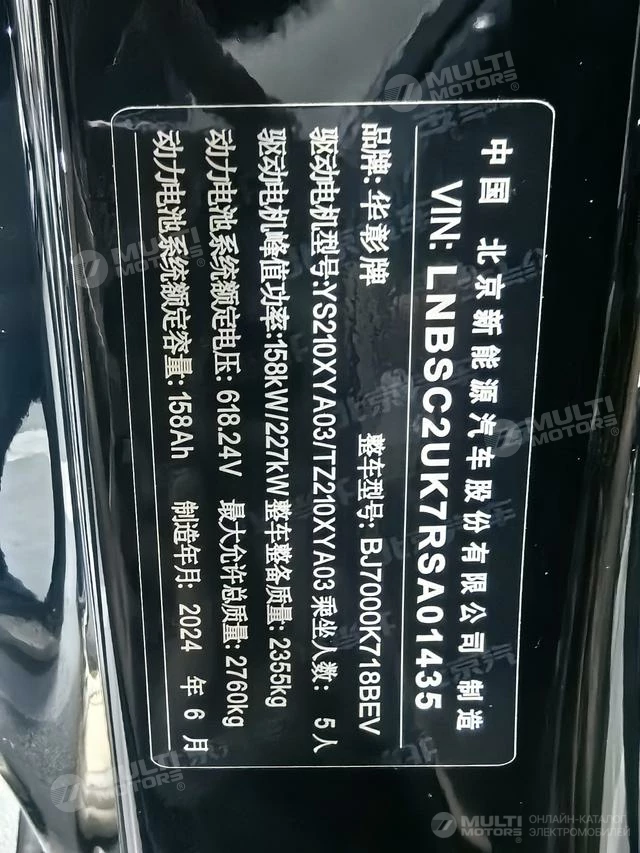 中国 北京新能源汽车股份有限公司 制造
VIN: LNBSC2UK7RSA01435
品牌: 华彰牌 整车型号: BJ7000K718BEV
驱动电机型号:YS210XYA03/TZ210XYA03 乘坐人数: 5人
驱动电机峰值功率:158kW/227kW 整车整备质量: 2355kg
动力电池系统额定电压: 618.24V 最大允许总质量: 2760kg
动力电池系统额定容量: 158Ah 制造年月: 2024 年 6 月
MULTI MOTORS®
MULTI MOTORS®
MULTI MOTORS®
MULTI MOTORS®
MULTI MOTORS® ОНЛАЙН-КАТАЛОГ ЭЛЕКТРОМОБИЛЕЙ